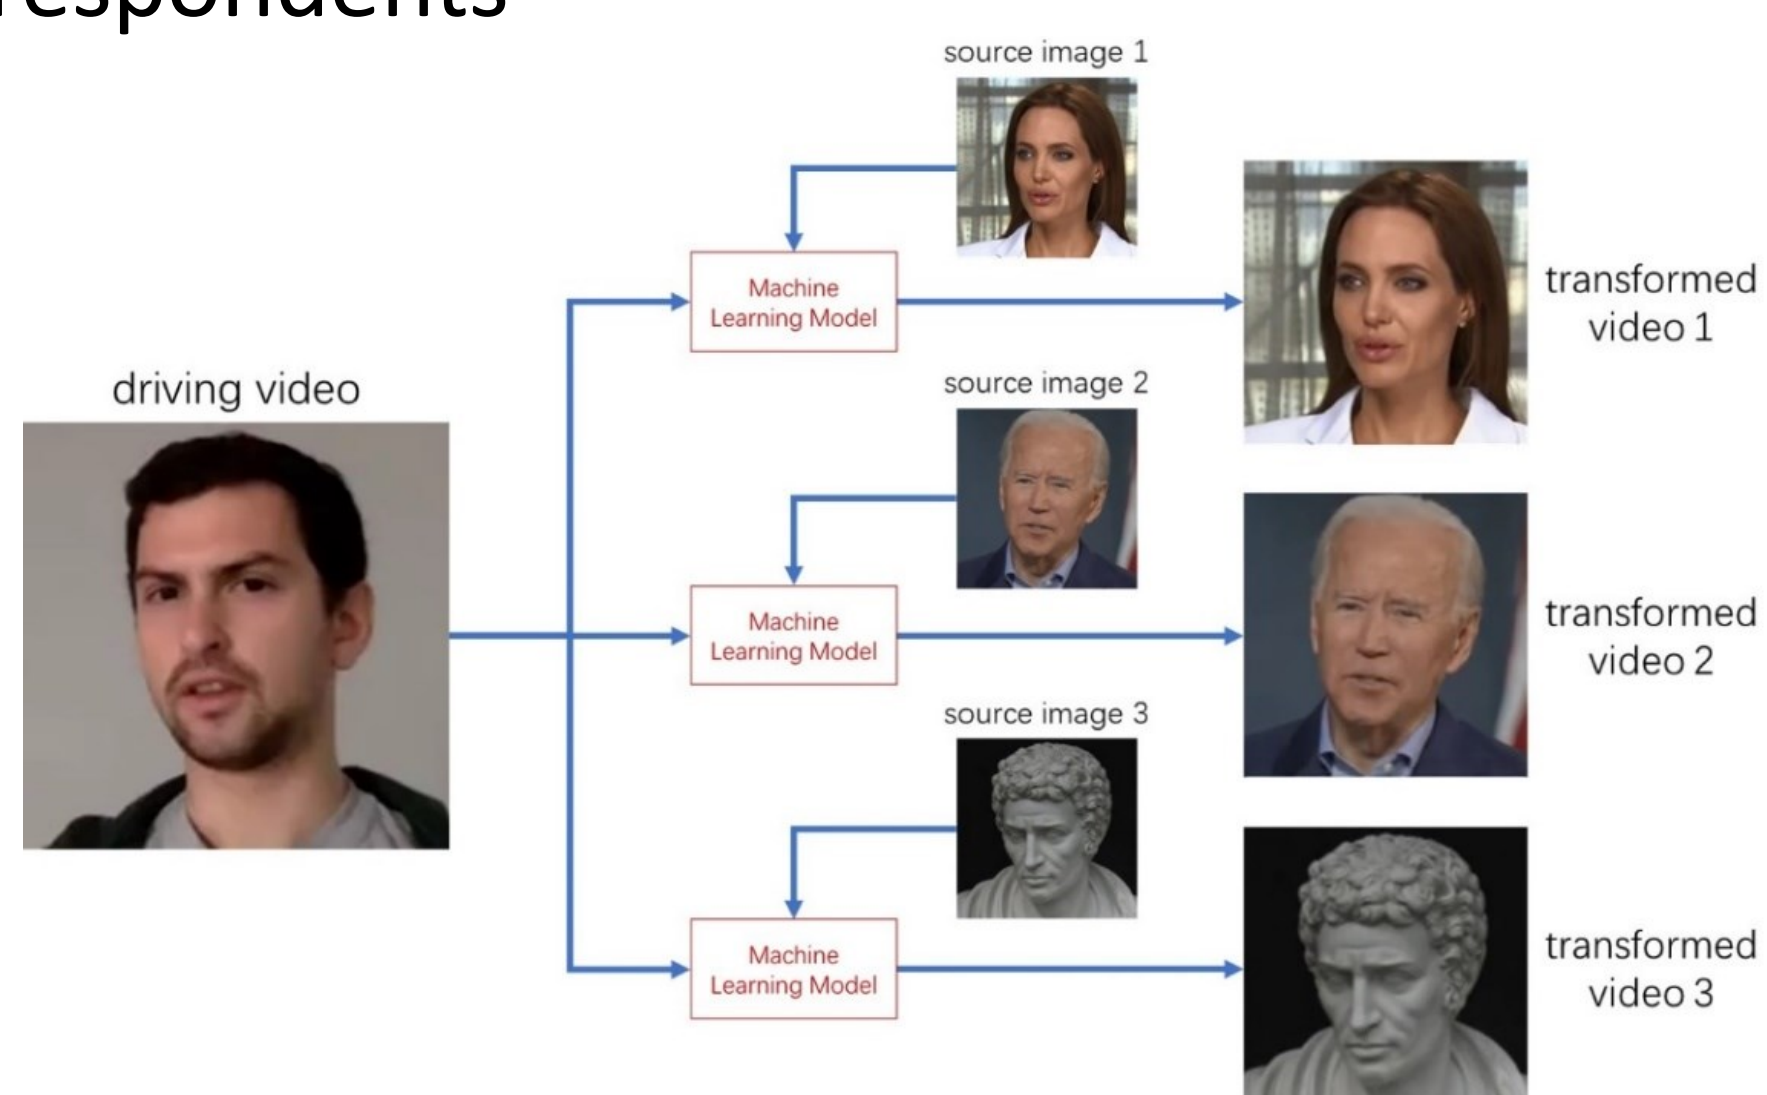 respondents
source image 1
Machine
Learning Model
transformed
video 1
driving video
source image 2
Machine
Learning Model
transformed
video 2
source image 3
Machine
Learning Model
transformed
video 3